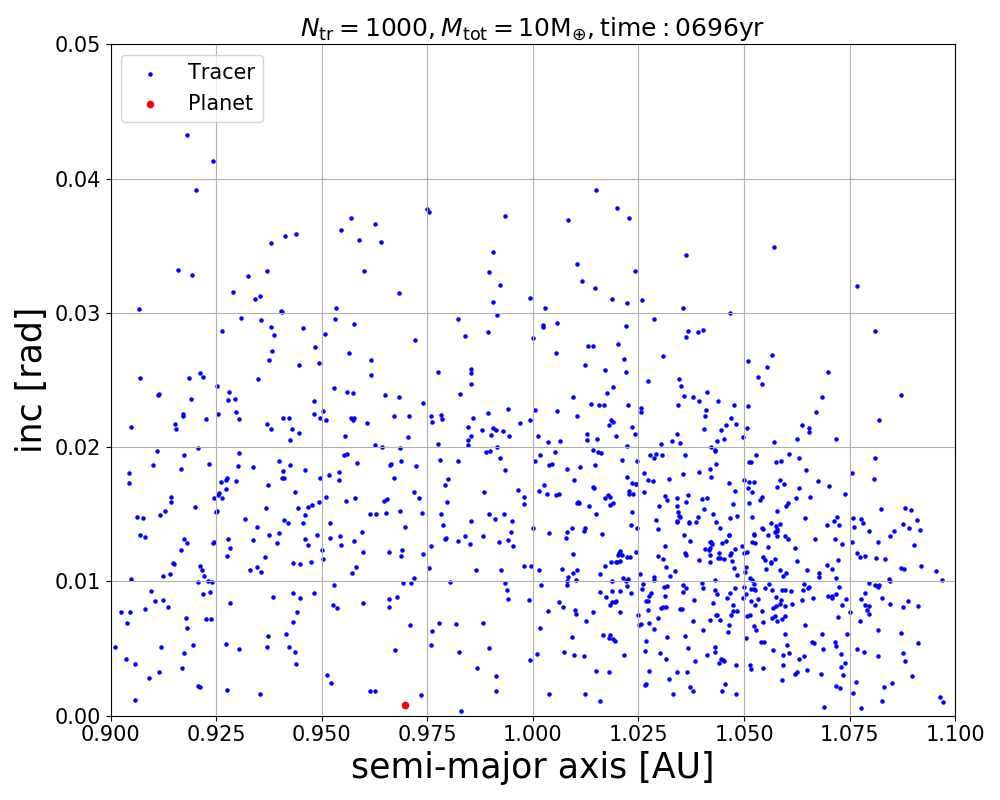 N_tr = 1000, M_tot = 10M_⊕, time : 0696yr
Tracer
Planet
inc [rad]
0.05
0.04
0.03
0.02
0.01
0.00
0.900 0.925 0.950 0.975 1.000 1.025 1.050 1.075 1.100
semi-major axis [AU]